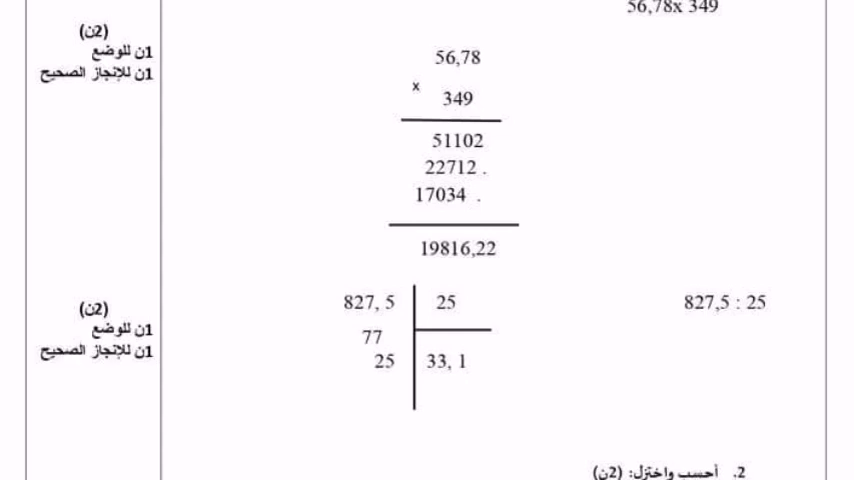 56,78x 349
(2ن)
1ن للوضع
1ن للإنجاز الصحيح
56,78
x
349
51102
22712 .
17034 .
19816,22
827,5 : 25
827, 5 25
77
25 33, 1
(2ن)
1ن للوضع
1ن للإنجاز الصحيح
2. أحسب واختزل: (2ن)